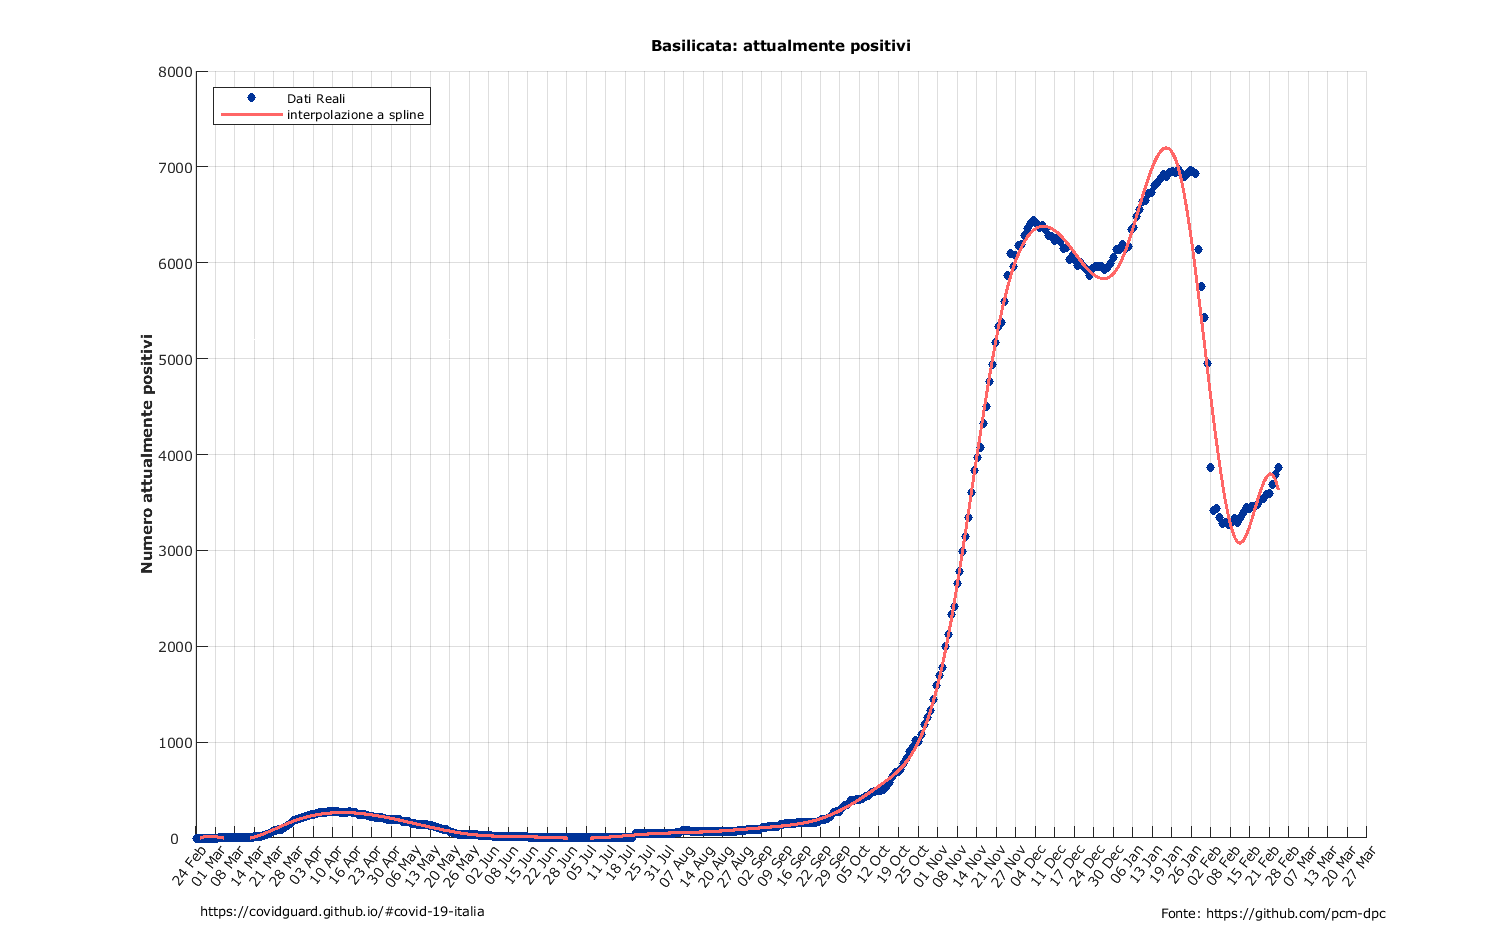 Basilicata: attualmente positivi
Dati Reali
interpolazione a spline
Numero attualmente positivi
8000
7000
6000
5000
4000
3000
2000
1000
0
24 Feb
01 Mar
08 Mar
14 Mar
21 Mar
28 Mar
03 Apr
10 Apr
16 Apr
23 Apr
30 Apr
06 May
13 May
20 May
26 May
02 Jun
08 Jun
15 Jun
22 Jun
28 Jun
05 Jul
11 Jul
18 Jul
25 Jul
31 Jul
07 Aug
14 Aug
20 Aug
27 Aug
02 Sep
09 Sep
16 Sep
22 Sep
29 Sep
05 Oct
12 Oct
19 Oct
25 Oct
01 Nov
08 Nov
14 Nov
21 Nov
27 Dec
04 Dec
11 Dec
17 Dec
24 Dec
30 Jan
06 Jan
13 Jan
19 Jan
26 Jan
02 Feb
08 Feb
15 Feb
21 Feb
28 Mar
07 Mar
13 Mar
20 Mar
27 Mar
https://covidguard.github.io/#covid-19-italia
Fonte: https://github.com/pcm-dpc